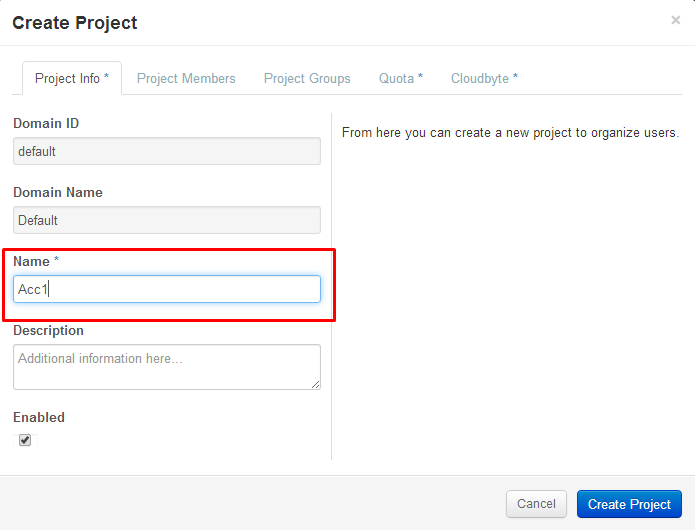 Create Project
×
Project Info * Project Members Project Groups Quota * Cloudbyte *
Domain ID
default
From here you can create a new project to organize users.
Domain Name
Default
Name *
Acc1
Description
Additional information here...
Enabled
Cancel Create Project